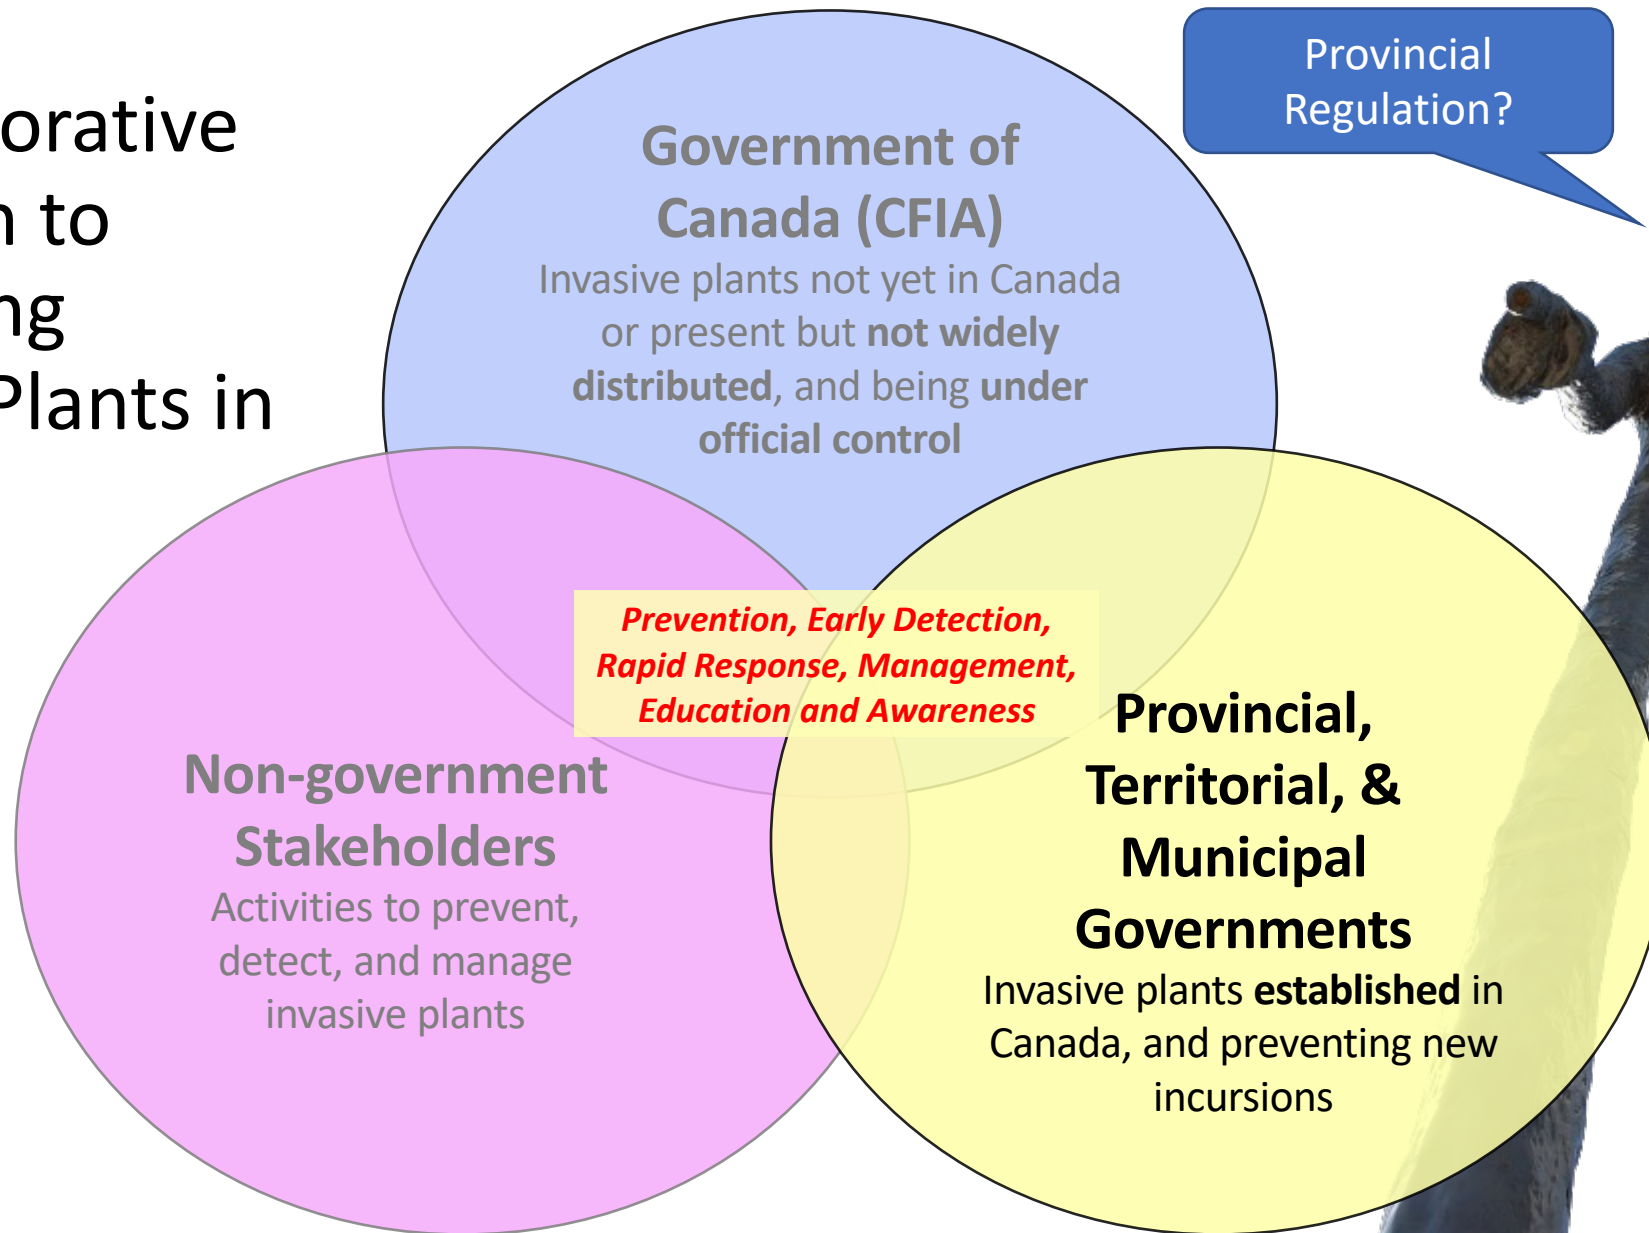 orative
n to
ng
Plants in
Provincial
Regulation?
Government of
Canada (CFIA)
Invasive plants not yet in Canada
or present but not widely
distributed, and being under
official control
Prevention, Early Detection,
Rapid Response, Management,
Education and Awareness
Non-government
Stakeholders
Activities to prevent,
detect, and manage
invasive plants
Provincial,
Territorial, &
Municipal
Governments
Invasive plants established in
Canada, and preventing new
incursions